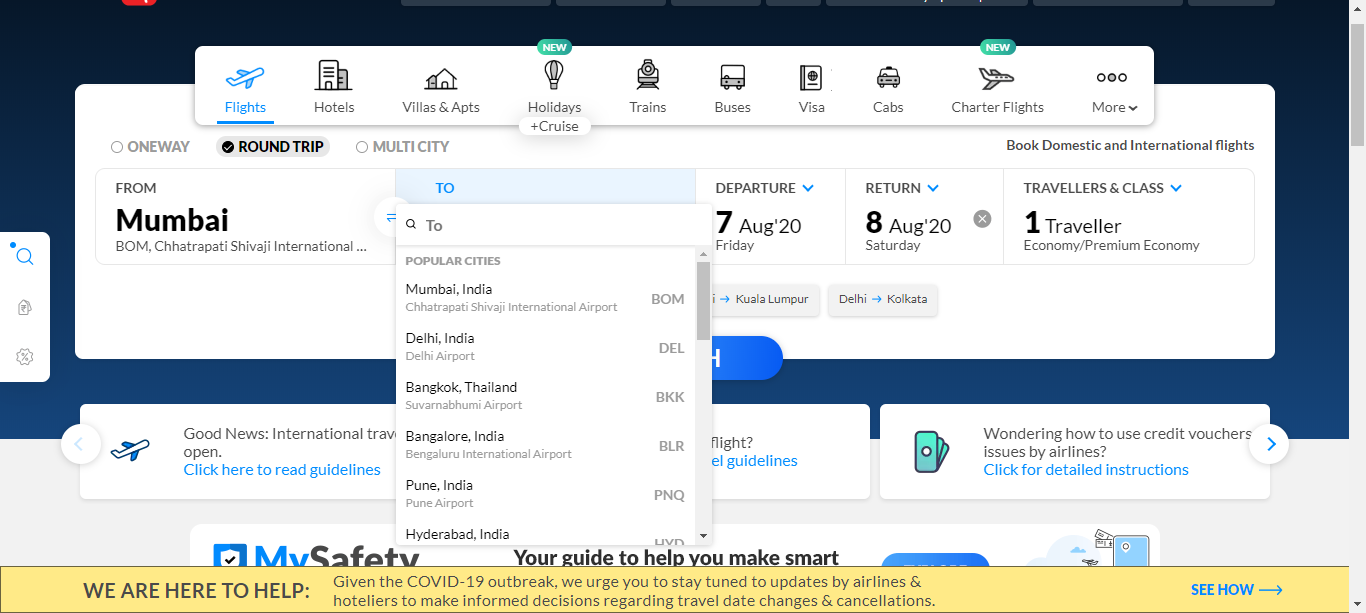 NEW
NEW
Flights
Hotels
Villas & Apts
Holidays
Trains
Buses
Visa
Cabs
Charter Flights
More
+Cruise
ONEWAY
ROUND TRIP
MULTI CITY
Book Domestic and International flights
FROM
TO
DEPARTURE
RETURN
TRAVELLERS & CLASS
Mumbai
To
7 Aug'20
8 Aug'20
1 Traveller
BOM, Chhatrapati Shivaji International ...
Friday
Saturday
Economy/Premium Economy
POPULAR CITIES
Mumbai, India
Chhatrapati Shivaji International Airport
BOM
Kuala Lumpur
Delhi → Kolkata
Delhi, India
Delhi Airport
DEL
Bangkok, Thailand
Suvarnabhumi Airport
BKK
Bangalore, India
Bengaluru International Airport
BLR
Pune, India
Pune Airport
PNQ
Hyderabad, India
HYD
Good News: International
open.
Click here to read guidelines
flight?
guidelines
Wondering how to use credit vouchers
issues by airlines?
Click for detailed instructions
MySafety
Your guide to help you make smart
WE ARE HERE TO HELP:
Given the COVID-19 outbreak, we urge you to stay tuned to updates by airlines &
hoteliers to make informed decisions regarding travel date changes & cancellations.
SEE HOW